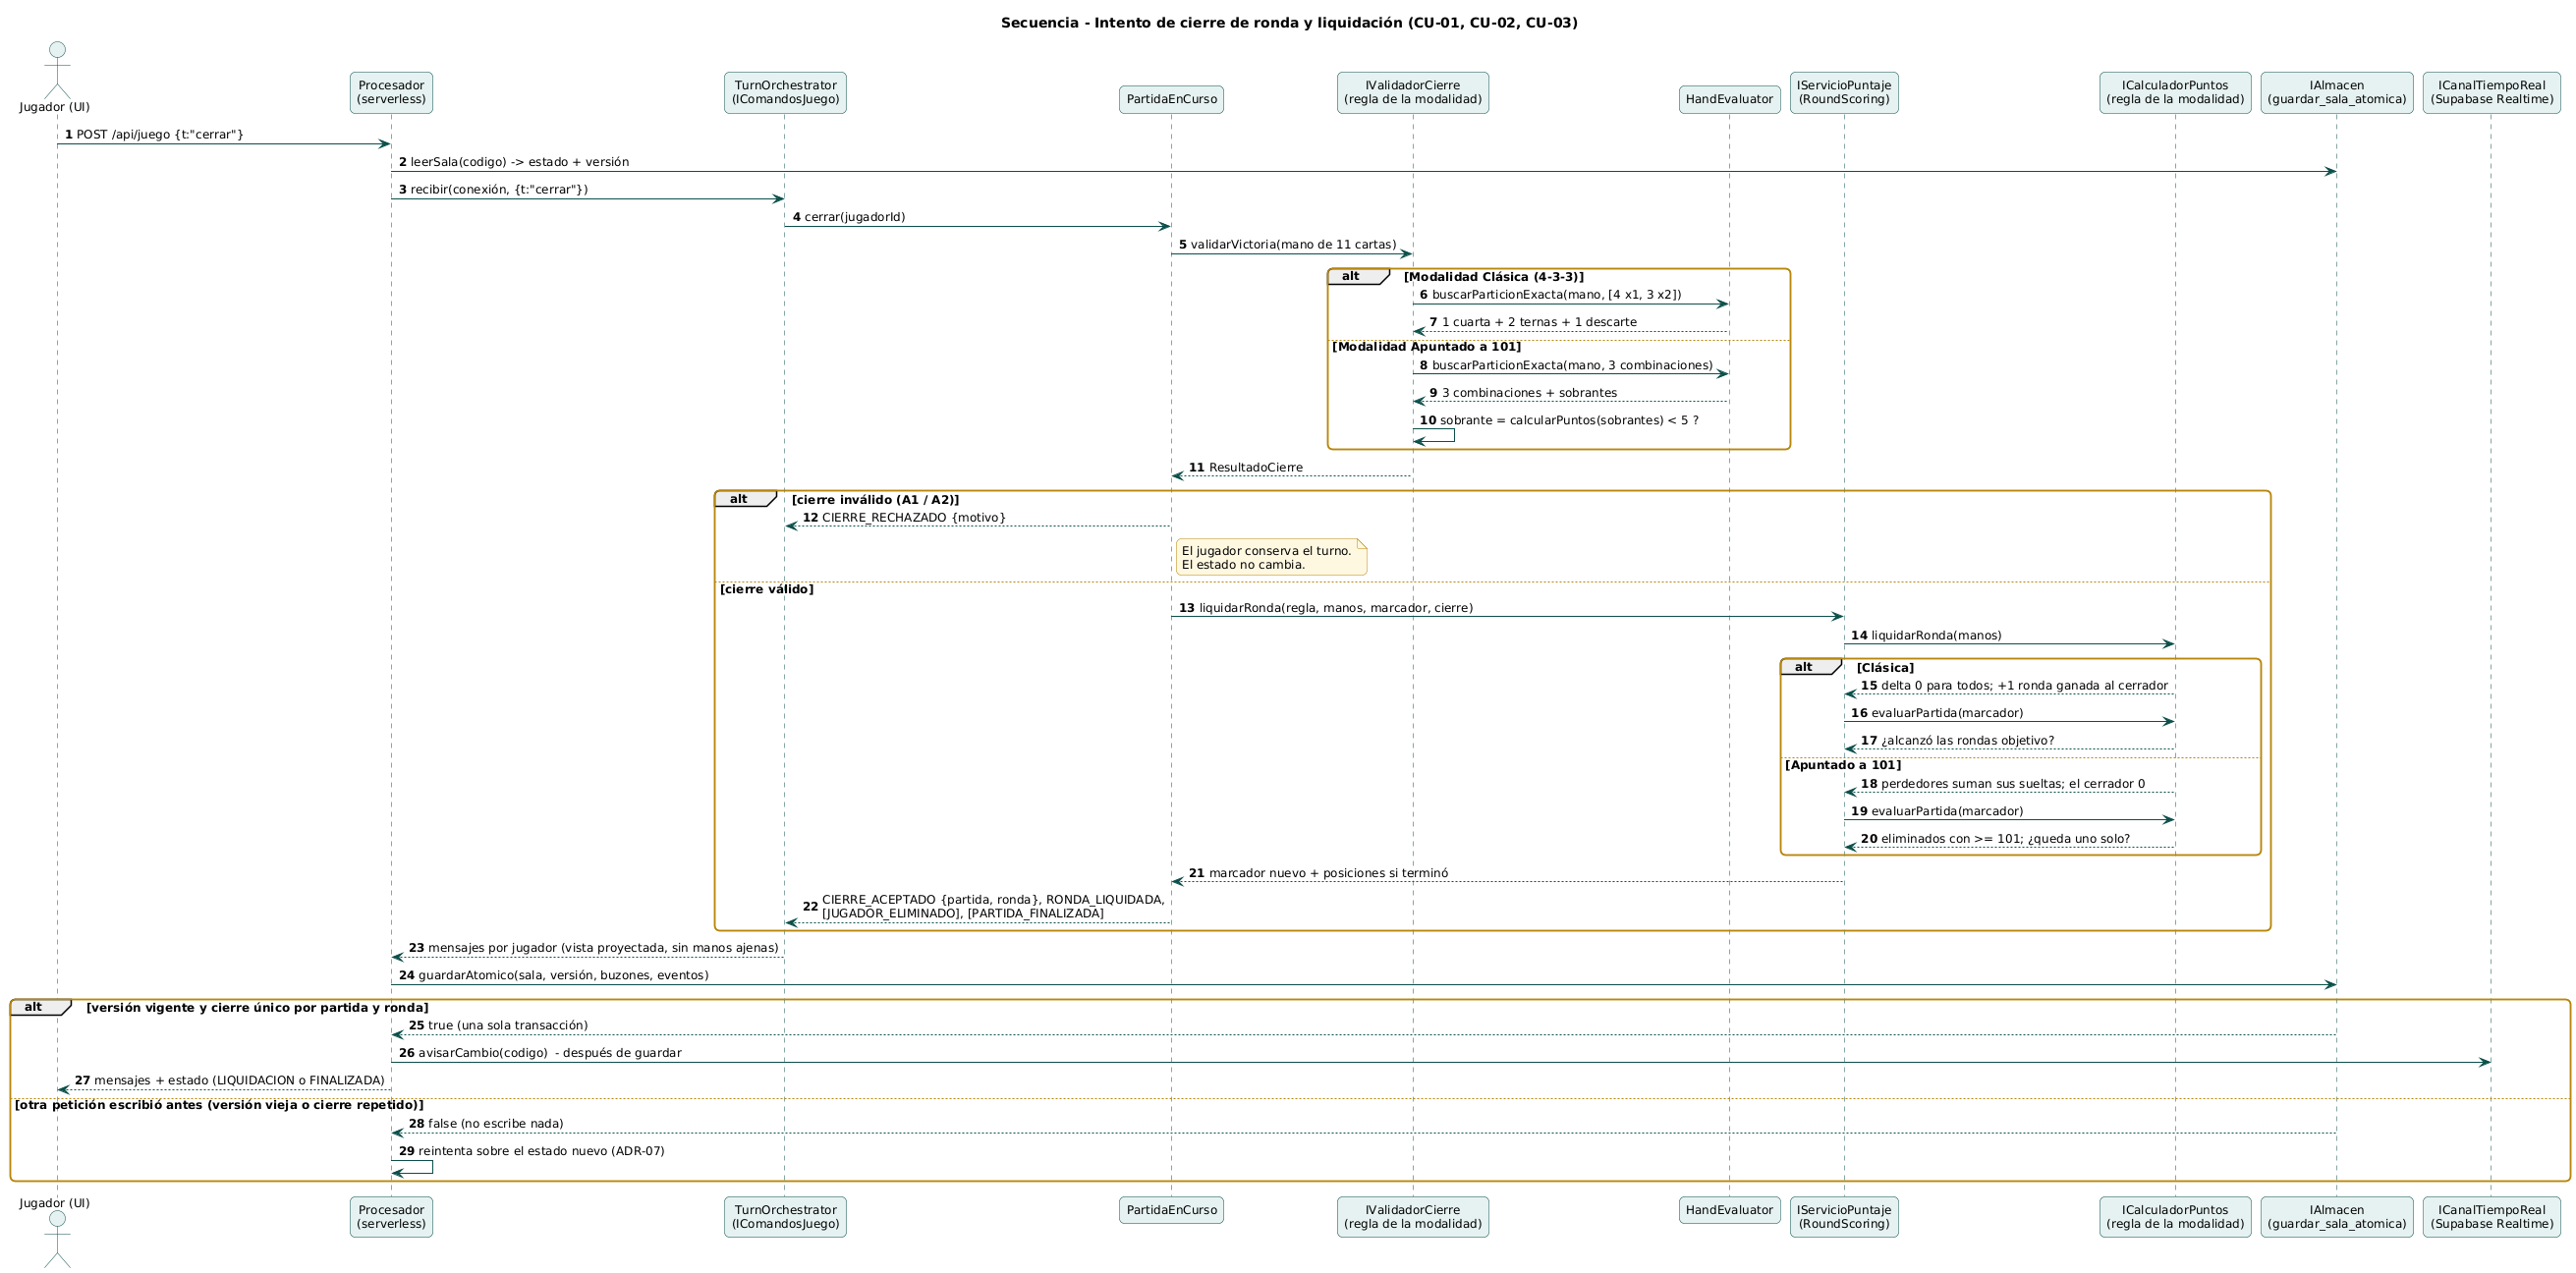 Secuencia - Intento de cierre de ronda y liquidación (CU-01, CU-02, CU-03)
Jugador (UI)
Procesador
(serverless)
TurnOrchestrator
(IComandosJuego)
PartidaEnCurso
IValidadorCierre
(regla de la modalidad)
HandEvaluator
IServicioPuntaje
(RoundScoring)
ICalculadorPuntos
(regla de la modalidad)
IAlmacen
(guardar_sala_atomica)
ICanalTiempoReal
(Supabase Realtime)
1 POST /api/juego {t:"cerrar"}
2 leerSala(codigo) -> estado + versión
3 recibir(conexión, {t:"cerrar"})
4 cerrar(jugadorId)
5 validarVictoria(mano de 11 cartas)
alt [Modalidad Clásica (4-3-3)]
6 buscarParticionExacta(mano, [4 x1, 3 x2])
7 1 cuarta + 2 ternas + 1 descarte
[Modalidad Apuntado a 101]
8 buscarParticionExacta(mano, 3 combinaciones)
9 3 combinaciones + sobrantes
10 sobrante = calcularPuntos(sobrantes) < 5 ?
11 ResultadoCierre
alt [cierre inválido (A1 / A2)]
12 CIERRE_RECHAZADO {motivo}
El jugador conserva el turno.
El estado no cambia.
[cierre válido]
13 liquidarRonda(regla, manos, marcador, cierre)
14 liquidarRonda(manos)
alt [Clásica]
15 delta 0 para todos; +1 ronda ganada al cerrador
16 evaluarPartida(marcador)
17 ¿alcanzó las rondas objetivo?
[Apuntado a 101]
18 perdedores suman sus sueltas; el cerrador 0
19 evaluarPartida(marcador)
20 eliminados con >= 101; ¿queda uno solo?
21 marcador nuevo + posiciones si terminó
22 CIERRE_ACEPTADO {partida, ronda}, RONDA_LIQUIDADA,
[JUGADOR_ELIMINADO], [PARTIDA_FINALIZADA]
23 mensajes por jugador (vista proyectada, sin manos ajenas)
24 guardarAtomico(sala, versión, buzones, eventos)
alt [versión vigente y cierre único por partida y ronda]
25 true (una sola transacción)
26 avisarCambio(codigo) - después de guardar
27 mensajes + estado (LIQUIDACION o FINALIZADA)
[otra petición escribió antes (versión vieja o cierre repetido)]
28 false (no escribe nada)
29 reintenta sobre el estado nuevo (ADR-07)
Jugador (UI)
Procesador
(serverless)
TurnOrchestrator
(IComandosJuego)
PartidaEnCurso
IValidadorCierre
(regla de la modalidad)
HandEvaluator
IServicioPuntaje
(RoundScoring)
ICalculadorPuntos
(regla de la modalidad)
IAlmacen
(guardar_sala_atomica)
ICanalTiempoReal
(Supabase Realtime)